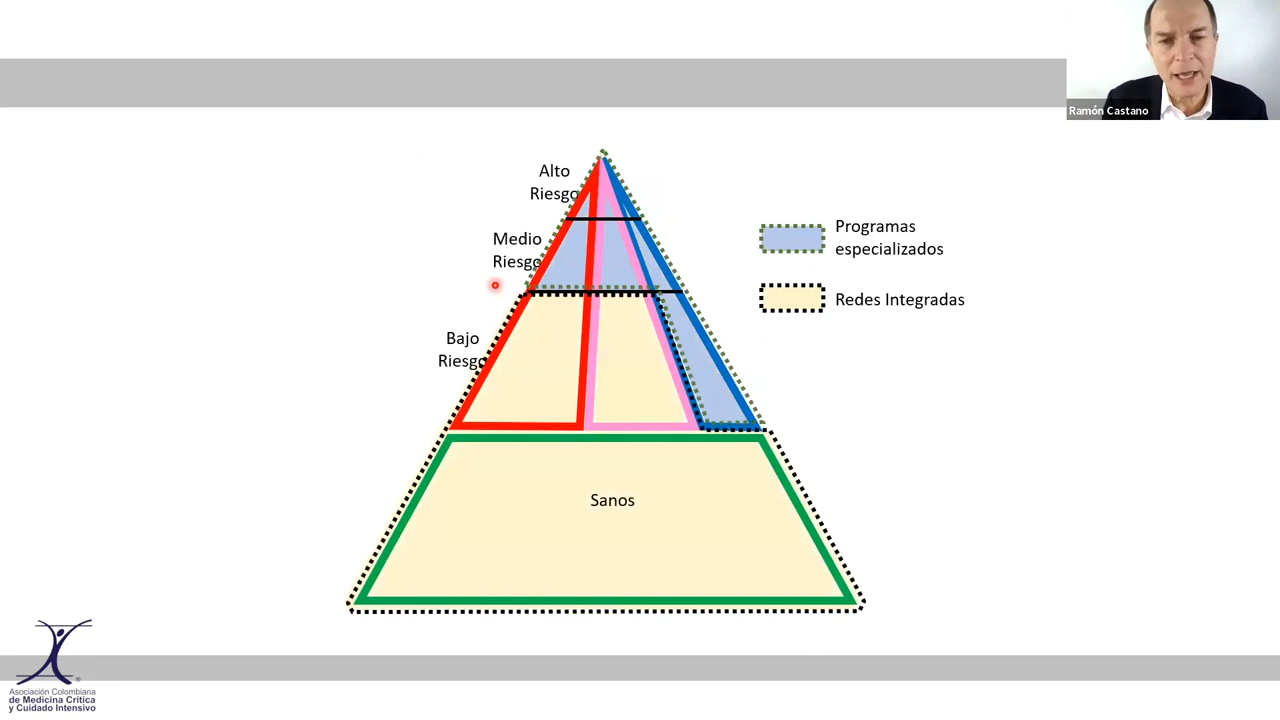 Ramón Castano
Alto
Riesgo
Medio
Riesgo
Bajo
Riesgo
Sanos
Programas
especializados
Redes Integradas
Asociación Colombiana
de Medicina Crítica
y Cuidado Intensivo